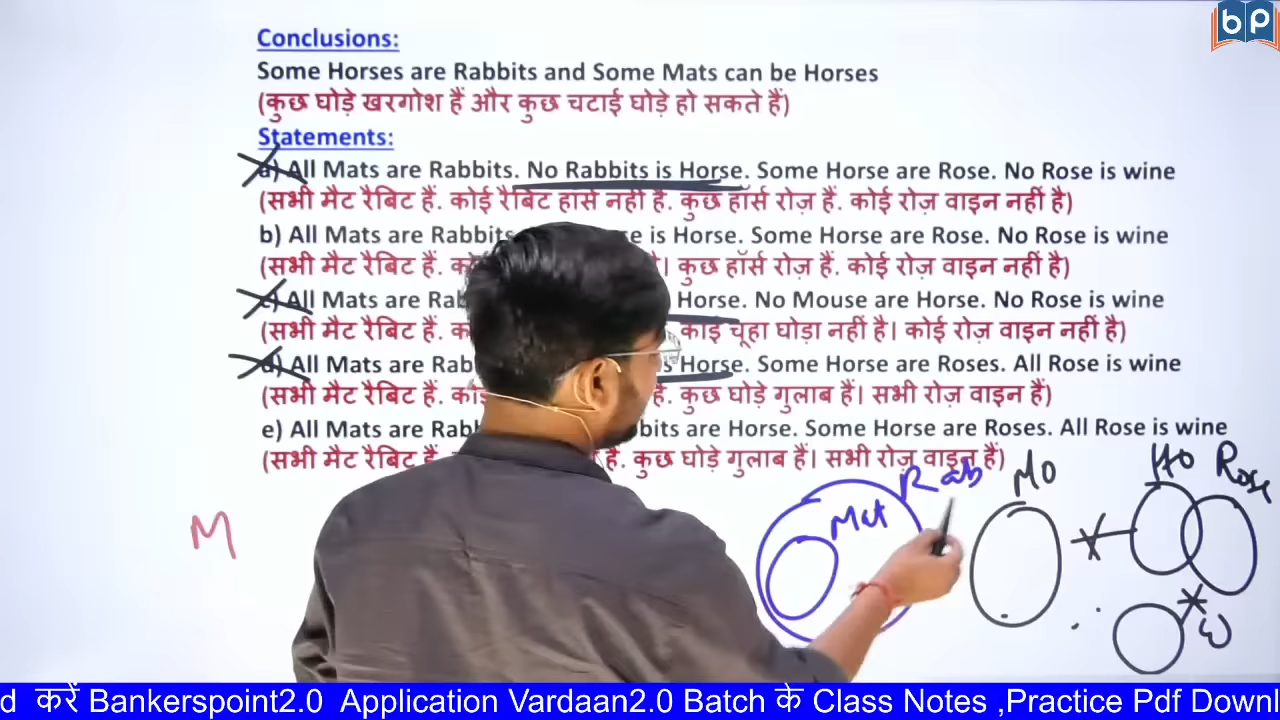 bp
Conclusions:
Some Horses are Rabbits and Some Mats can be Horses
(कुछ घोड़े खरगोश हैं और कुछ चटाई घोड़े हो सकते हैं)
Statements:
a) All Mats are Rabbits. No Rabbits is Horse. Some Horse are Rose. No Rose is wine
(सभी मैट रैबिट हैं. कोई रैबिट हॉर्स नहीं है. कुछ हॉर्स रोज़ हैं. कोई रोज़ वाइन नहीं है)
b) All Mats are Rabbits is Horse. Some Horse are Rose. No Rose is wine
(सभी मैट रैबिट हैं. कुछ हॉर्स रोज़ हैं. कोई रोज़ वाइन नहीं है)
c) All Mats are Horse. No Mouse are Horse. No Rose is wine
(सभी मैट रैबिट हैं. कोई चूहा घोड़ा नहीं है। कोई रोज़ वाइन नहीं है)
d) All Mats are Horse. Some Horse are Roses. All Rose is wine
(सभी मैट रैबिट हैं. कुछ घोड़े गुलाब हैं। सभी रोज़ वाइन हैं)
e) All Mats are are Horse. Some Horse are Roses. All Rose is wine
(सभी मैट रैबिट हैं. कुछ घोड़े गुलाब हैं। सभी रोज़ वाइन हैं)
Mat Rab Mo Ho Rose
M
W
करें Bankerspoint2.0 Application Vardaan2.0 Batch के Class Notes ,Practice Pdf